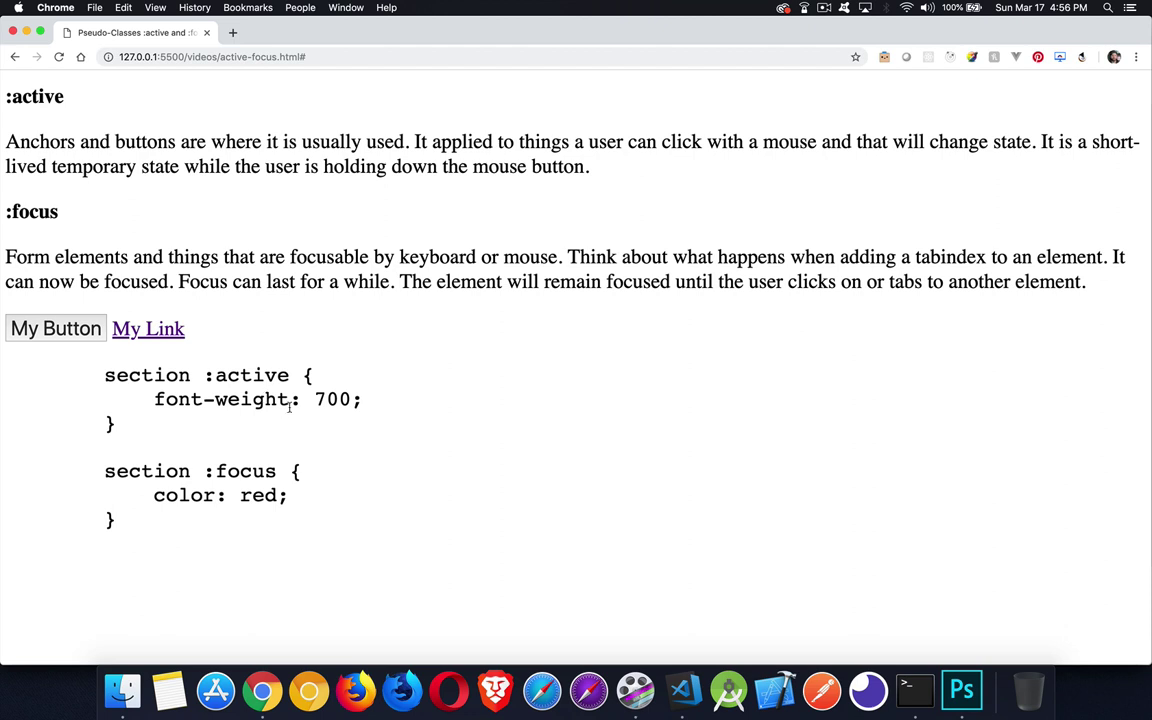 Chrome File Edit View History Bookmarks People Window Help 100% Sun Mar 17 4:56 PM
Pseudo-Classes :active and :fo
127.0.0.1:5500/videos/active-focus.html#
:active
Anchors and buttons are where it is usually used. It applied to things a user can click with a mouse and that will change state. It is a short-
lived temporary state while the user is holding down the mouse button.
:focus
Form elements and things that are focusable by keyboard or mouse. Think about what happens when adding a tabindex to an element. It
can now be focused. Focus can last for a while. The element will remain focused until the user clicks on or tabs to another element.
My Button My Link
section :active {
font-weight: 700;
}
section :focus {
color: red;
}
>_ Ps